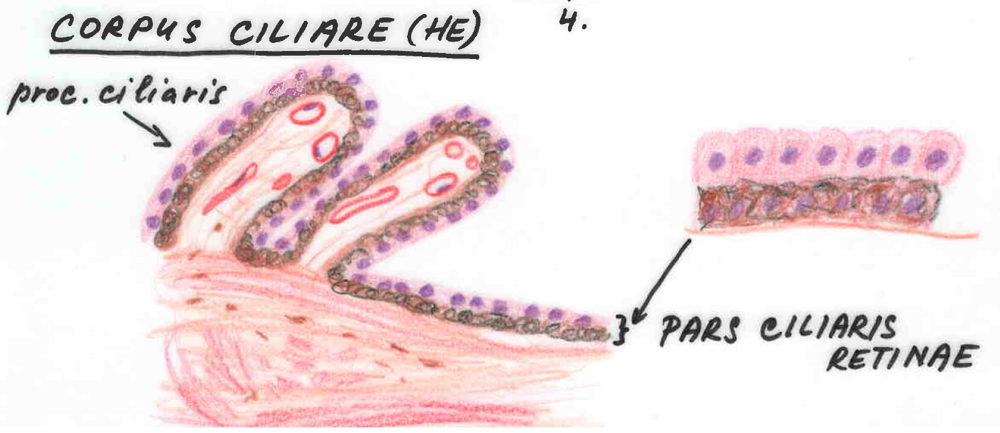 CORPUS CILIARE (HE)
4.
proc. ciliaris
PARS CILIARIS
RETINAE